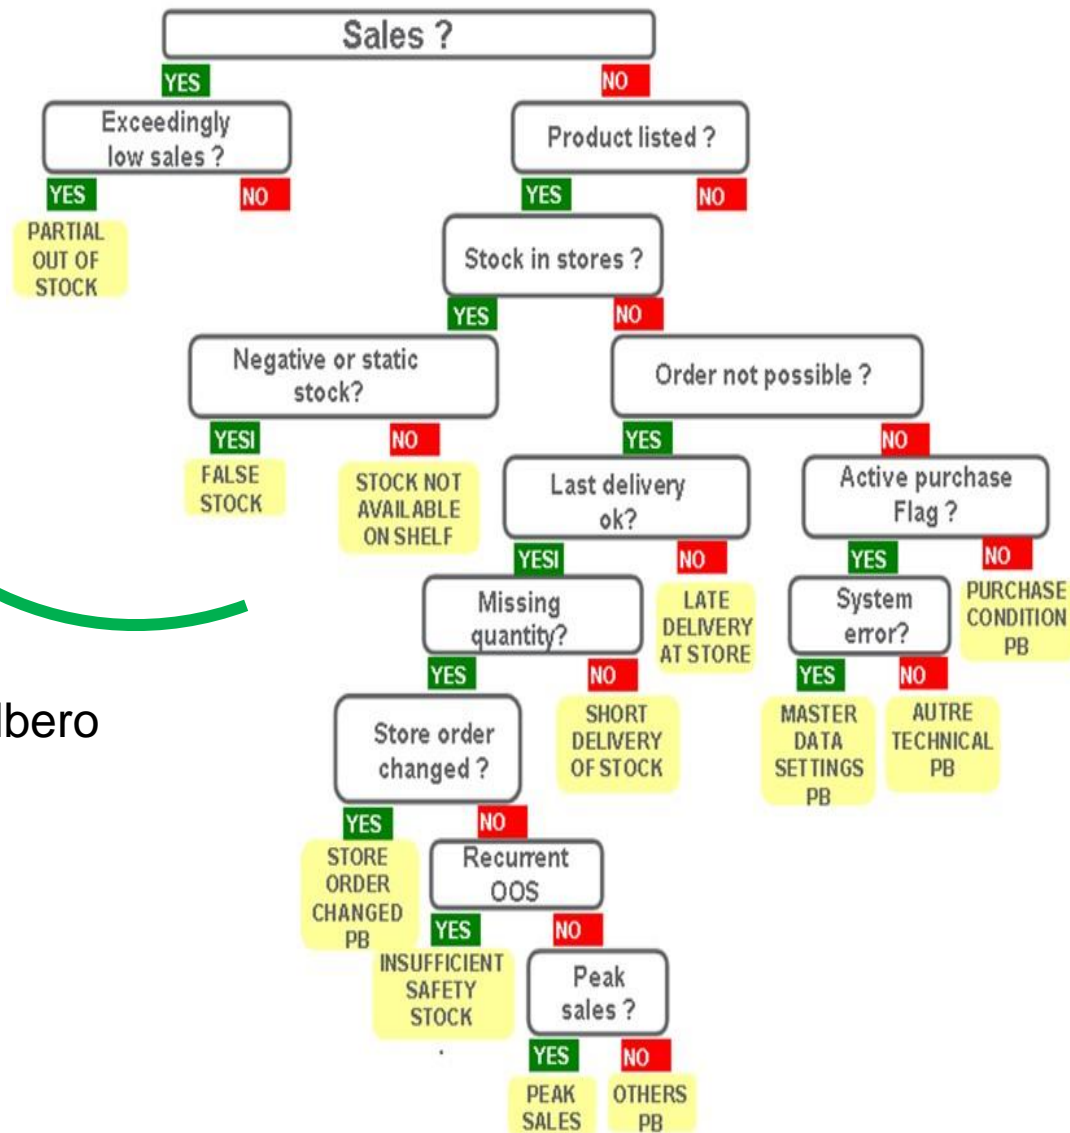 Sales ?
YES
NO
Exceedingly
low sales ?
Product listed ?
YES
NO
YES
NO
PARTIAL
OUT OF
STOCK
Stock in stores ?
YES
NO
Negative or static
stock?
Order not possible ?
YESI
NO
YES
NO
FALSE
STOCK
STOCK NOT
AVAILABLE
ON SHELF
Last delivery
ok?
Active purchase
Flag ?
YESI
NO
YES
NO
Missing
quantity?
LATE
DELIVERY
AT STORE
System
error?
PURCHASE
CONDITION
PB
YES
NO
YES
NO
lbero
Store order
changed ?
SHORT
DELIVERY
OF STOCK
MASTER
DATA
SETTINGS
PB
AUTRE
TECHNICAL
PB
YES
NO
STORE
ORDER
CHANGED
PB
Recurrent
OOS
YES
NO
INSUFFICIENT
SAFETY
STOCK
.
Peak
sales ?
YES
NO
PEAK
SALES
OTHERS
PB